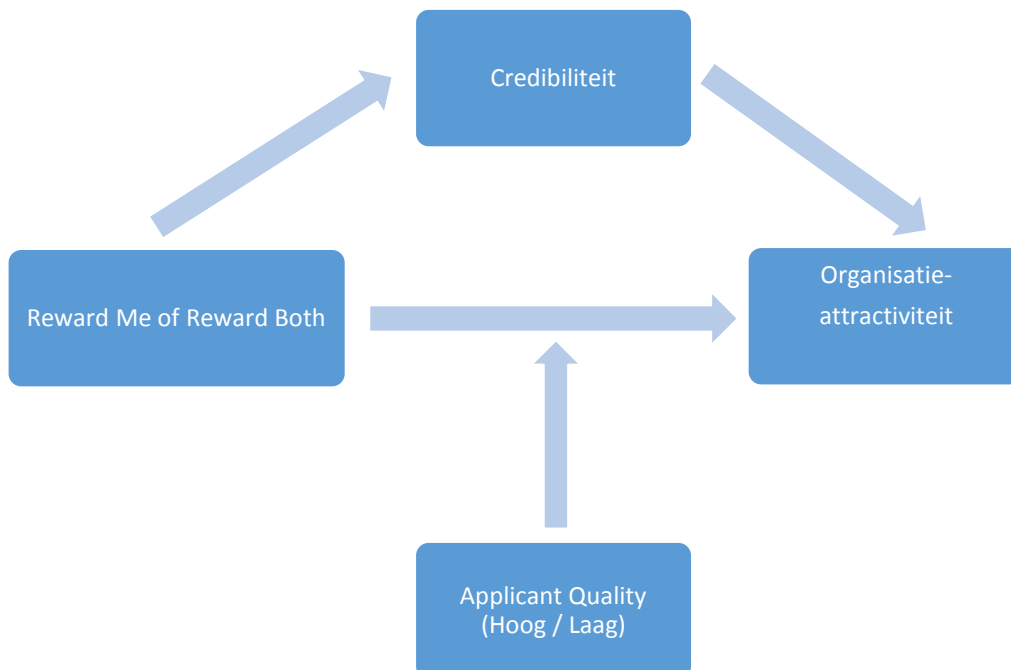 Credibiliteit
Reward Me of Reward Both
Organisatie-
attractiviteit
Applicant Quality
(Hoog / Laag)